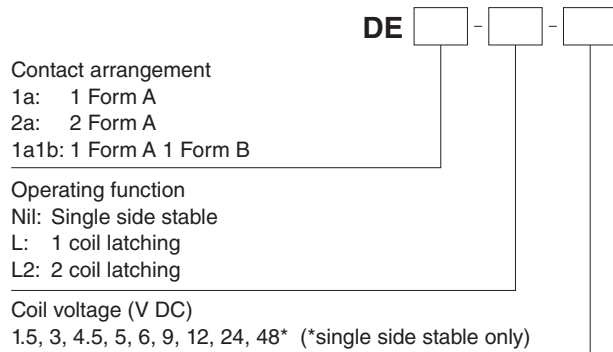 DE - -
Contact arrangement
1a: 1 Form A
2a: 2 Form A
1a1b: 1 Form A 1 Form B
Operating function
Nil: Single side stable
L: 1 coil latching
L2: 2 coil latching
Coil voltage (V DC)
1.5, 3, 4.5, 5, 6, 9, 12, 24, 48* (*single side stable only)